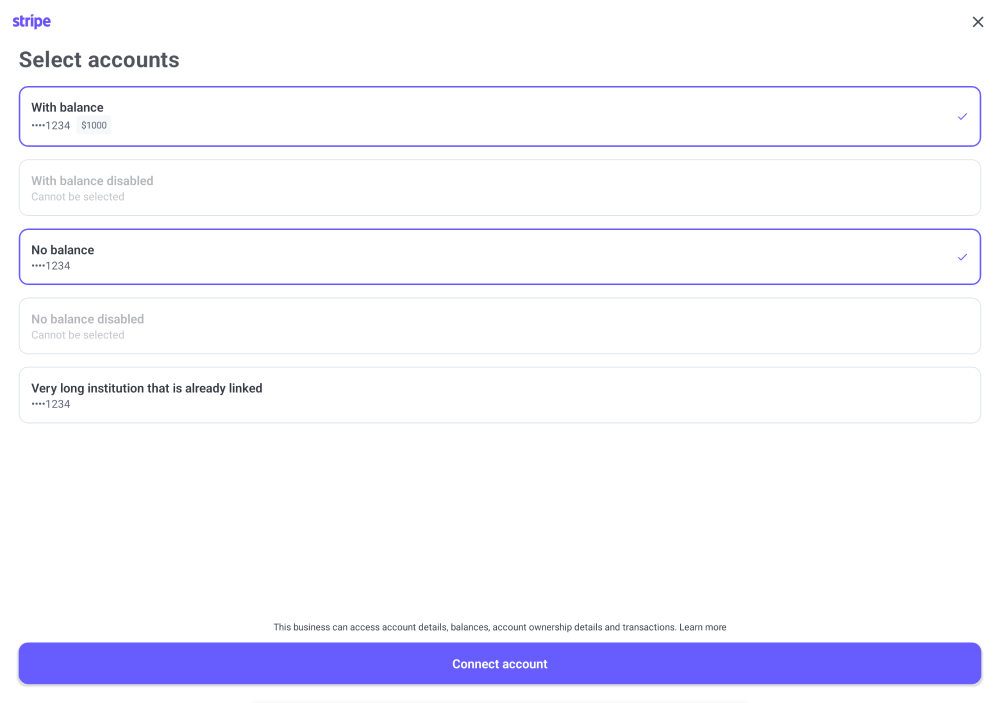 stripe
Select accounts
With balance
••••1234 $1000
With balance disabled
Cannot be selected
No balance
••••1234
No balance disabled
Cannot be selected
Very long institution that is already linked
••••1234
This business can access account details, balances, account ownership details and transactions. Learn more
Connect account